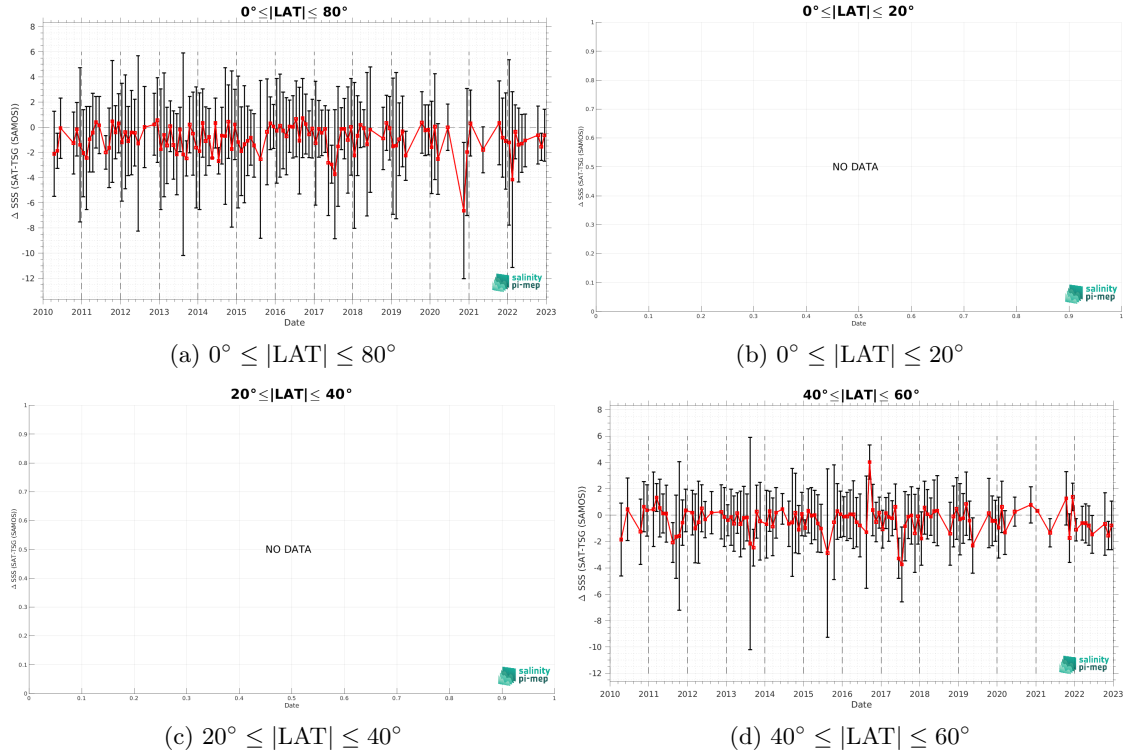 0°≤|LAT|≤ 80°
8
6
4
2
0
-2
-4
-6
-8
-10
-12
Δ SSS (SAT-TSG (SAMOS))
2010 2011 2012 2013 2014 2015 2016 2017 2018 2019 2020 2021 2022 2023
Date
salinity
pi-mep
(a) 0° ≤ |LAT| ≤ 80°
0°≤|LAT|≤ 20°
1
0.9
0.8
0.7
0.6
0.5
0.4
0.3
0.2
0.1
0
Δ SSS (SAT-TSG (SAMOS))
NO DATA
0 0.1 0.2 0.3 0.4 0.5 0.6 0.7 0.8 0.9 1
Date
salinity
pi-mep
(b) 0° ≤ |LAT| ≤ 20°
20°≤|LAT|≤ 40°
1
0.9
0.8
0.7
0.6
0.5
0.4
0.3
0.2
0.1
0
Δ SSS (SAT-TSG (SAMOS))
NO DATA
0 0.1 0.2 0.3 0.4 0.5 0.6 0.7 0.8 0.9 1
Date
salinity
pi-mep
(c) 20° ≤ |LAT| ≤ 40°
40°≤|LAT|≤ 60°
8
6
4
2
0
-2
-4
-6
-8
-10
-12
Δ SSS (SAT-TSG (SAMOS))
2010 2011 2012 2013 2014 2015 2016 2017 2018 2019 2020 2021 2022 2023
Date
salinity
pi-mep
(d) 40° ≤ |LAT| ≤ 60°